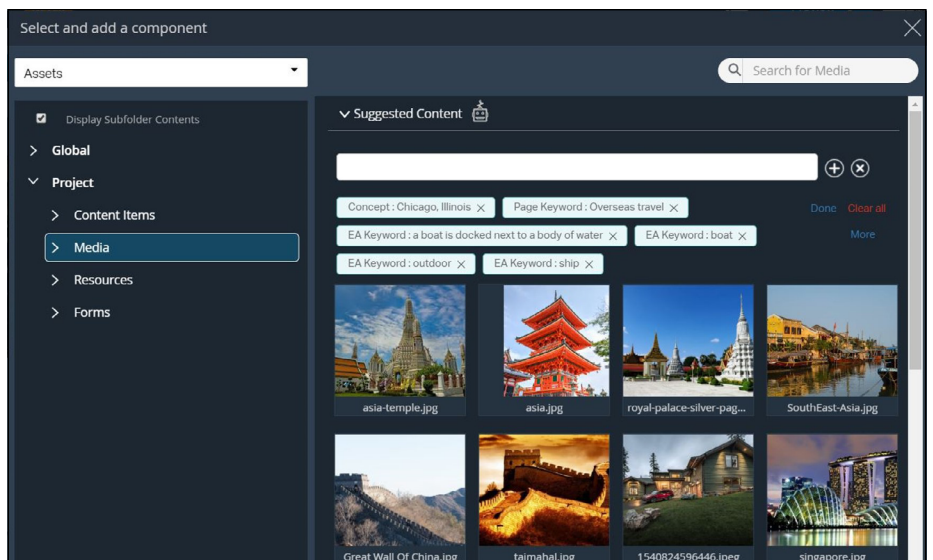 Select and add a component
Assets
Search for Media
Display Subfolder Contents
Global
Project
Content Items
Media
Resources
Forms
Suggested Content
Concept : Chicago, Illinois
Page Keyword : Overseas travel
Done Clear all
EA Keyword : a boat is docked next to a body of water
EA Keyword : boat
More
EA Keyword : outdoor
EA Keyword : ship
asia-temple.jpg
asia.jpg
royal-palace-silver-pag...
SouthEast-Asia.jpg
Great Wall Of China.jpg
tajmahal.jpg
1540824596446.jpeg
singapore.jpg